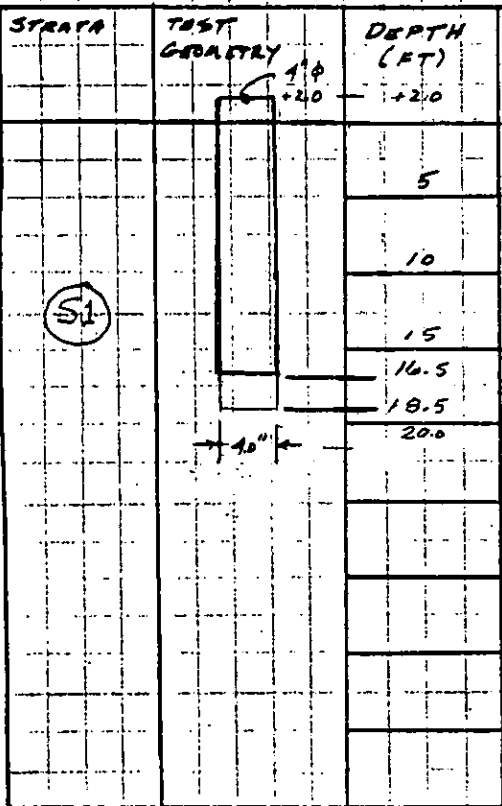 STRATA
TEST
GEOMETRY
DEPTH
(FT)
4"φ
+2.0
+2.0
5
10
S1
15
16.5
18.5
20.0
4.0"